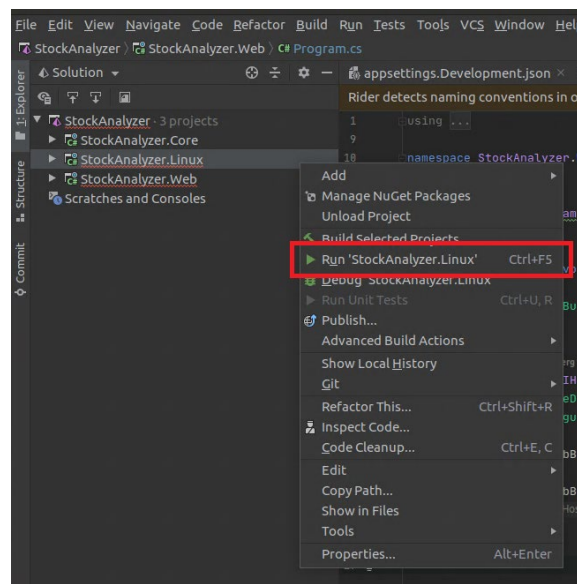 File Edit View Navigate Code Refactor Build Run Tests Tools VCS Window Hel
StockAnalyzer StockAnalyzer.Web C# Program.cs
Solution
appsettings.Development.json
Rider detects naming conventions in o
1: Explorer
Structure
Commit
StockAnalyzer · 3 projects
StockAnalyzer.Core
StockAnalyzer.Linux
StockAnalyzer.Web
Scratches and Consoles
1 using ...
9
10 namespace StockAnalyzer.
Add
Manage NuGet Packages
Unload Project
Build Selected Projects
Run 'StockAnalyzer.Linux' Ctrl+F5
Debug 'StockAnalyzer.Linux'
Run Unit Tests Ctrl+U, R
Publish...
Advanced Build Actions
Show Local History
Git
Refactor This... Ctrl+Shift+R
Inspect Code...
Code Cleanup... Ctrl+E, C
Edit
Copy Path...
Show in Files
Tools
Properties... Alt+Enter